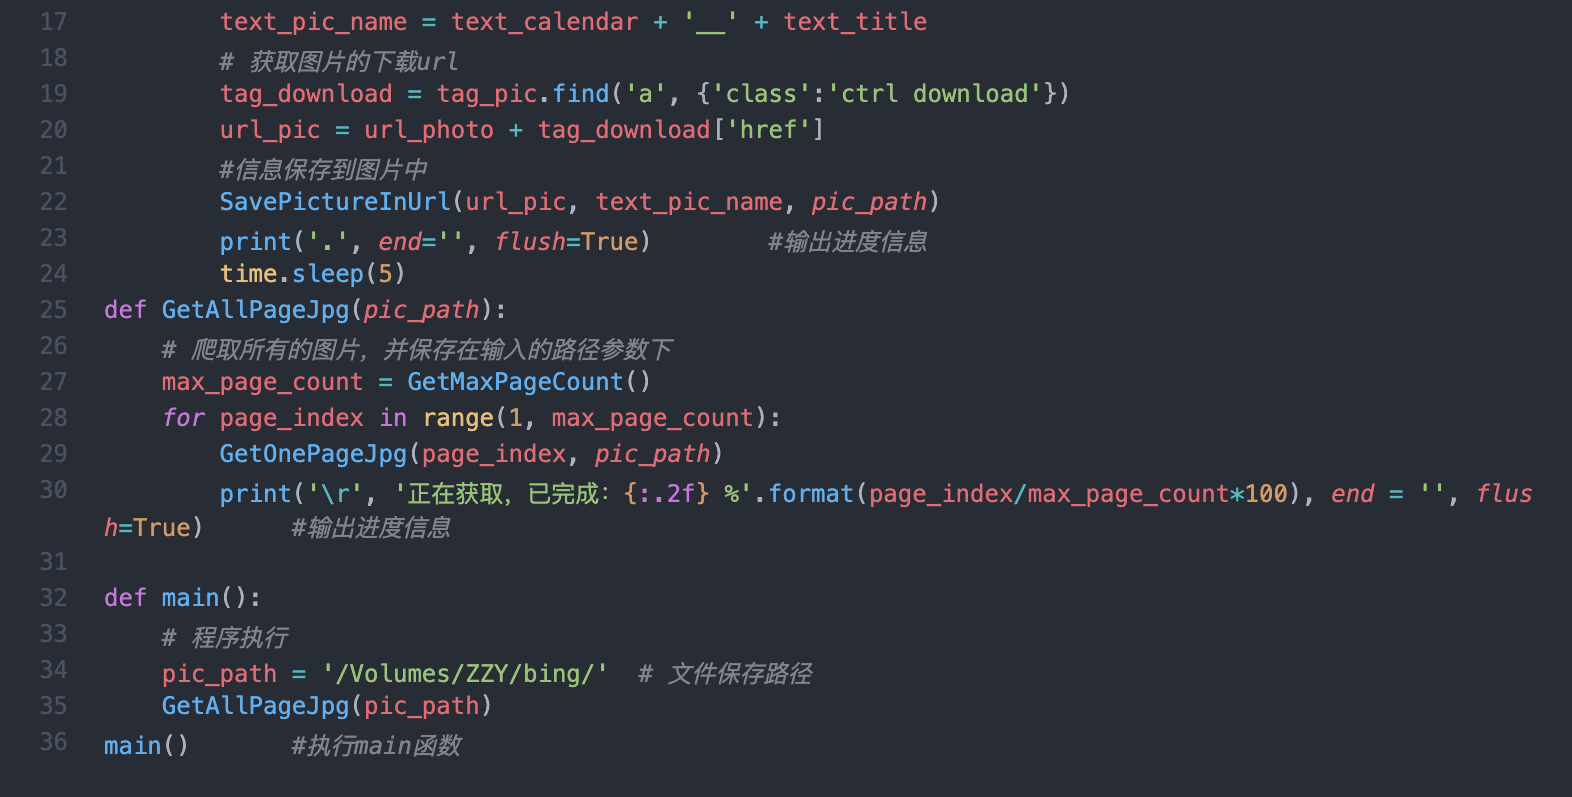 17 text_pic_name = text_calendar + '__' + text_title
18 # 获取图片的下载url
19 tag_download = tag_pic.find('a', {'class':'ctrl download'})
20 url_pic = url_photo + tag_download['href']
21 #信息保存到图片中
22 SavePictureInUrl(url_pic, text_pic_name, pic_path)
23 print('.', end='', flush=True) #输出进度信息
24 time.sleep(5)
25 def GetAllPageJpg(pic_path):
26 # 爬取所有的图片，并保存在输入的路径参数下
27 max_page_count = GetMaxPageCount()
28 for page_index in range(1, max_page_count):
29 GetOnePageJpg(page_index, pic_path)
30 print('\r', '正在获取，已完成：{:.2f} %'.format(page_index/max_page_count*100), end = '', flus
h=True) #输出进度信息
31
32 def main():
33 # 程序执行
34 pic_path = '/Volumes/ZZY/bing/' # 文件保存路径
35 GetAllPageJpg(pic_path)
36 main() #执行main函数